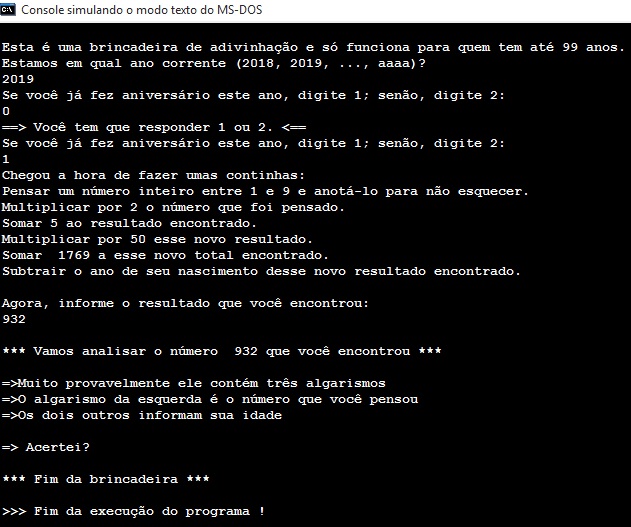 C:\ Console simulando o modo texto do MS-DOS
Esta é uma brincadeira de adivinhação e só funciona para quem tem até 99 anos.
Estamos em qual ano corrente (2018, 2019, ..., aaaa)?
2019
Se você já fez aniversário este ano, digite 1; senão, digite 2:
0
==> Você tem que responder 1 ou 2. <==
Se você já fez aniversário este ano, digite 1; senão, digite 2:
1
Chegou a hora de fazer umas continhas:
Pensar um número inteiro entre 1 e 9 e anotá-lo para não esquecer.
Multiplicar por 2 o número que foi pensado.
Somar 5 ao resultado encontrado.
Multiplicar por 50 esse novo resultado.
Somar  1769 a esse novo total encontrado.
Subtrair o ano de seu nascimento desse novo resultado encontrado.
Agora, informe o resultado que você encontrou:
932
*** Vamos analisar o número  932 que você encontrou ***
=>Muito provavelmente ele contém três algarismos
=>O algarismo da esquerda é o número que você pensou
=>Os dois outros informam sua idade
=> Acertei?
*** Fim da brincadeira ***
>>> Fim da execução do programa !